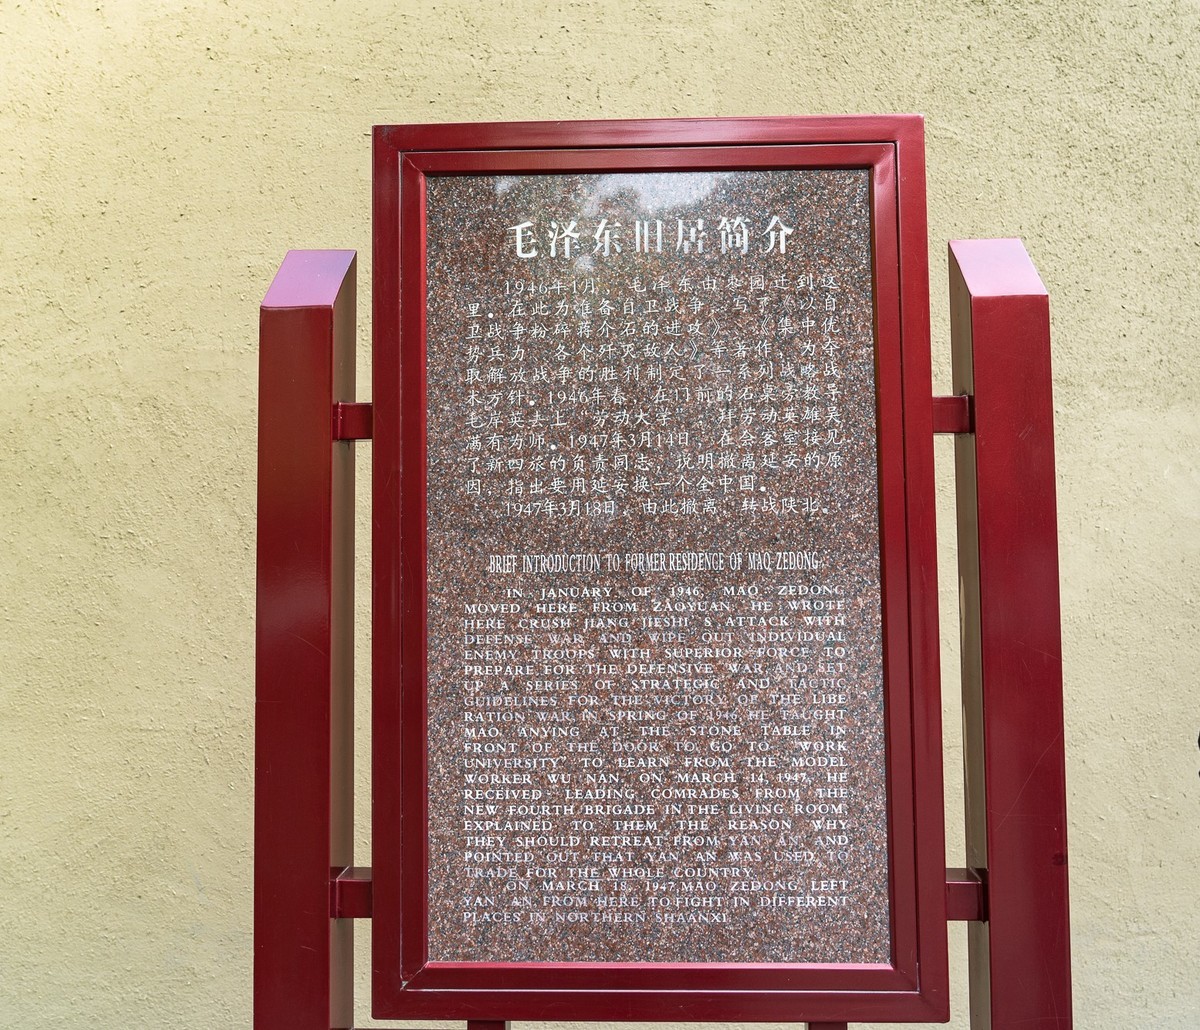 毛泽东旧居简介
1946年1月，毛泽东由枣园迁到这
里。在此为准备自卫战争，写了《以自
卫战争粉碎蒋介石的进攻》、《集中优
势兵力，各个歼灭敌人》等著作，为夺
取解放战争的胜利制定了一系列战略战
术方针。1946年春，在门前的石桌旁教导
毛岸英去上“劳动大学”，拜劳动英雄吴
满有为师。1947年3月14日，在会客室接见
了新四旅的负责同志，说明撤离延安的原
因，指出要用延安换一个全中国。
1947年3月18日，由此撤离，转战陕北。
BRIEF INTRODUCTION TO FORMER RESIDENCE OF MAO ZEDONG
IN JANUARY OF 1946, MAO ZEDONG
MOVED HERE FROM ZAOYUAN. HE WROTE
HERE CRUSH JIANG JIESHI'S ATTACK WITH
DEFENSE WAR AND WIPE OUT INDIVIDUAL
ENEMY TROOPS WITH SUPERIOR FORCE TO
PREPARE FOR THE DEFENSIVE WAR AND SET
UP A SERIES OF STRATEGIC AND TACTIC
GUIDELINES FOR THE VICTORY OF THE LIBE
RATION WAR. IN SPRING OF 1946, HE TAUGHT
MAO ANYING AT THE STONE TABLE IN
FRONT OF THE DOOR TO GO TO "WORK
UNIVERSITY" TO LEARN FROM THE MODEL
WORKER WU NAN. ON MARCH 14, 1947, HE
RECEIVED LEADING COMRADES FROM THE
NEW FOURTH BRIGADE IN THE LIVING ROOM,
EXPLAINED TO THEM THE REASON WHY
THEY SHOULD RETREAT FROM YAN'AN, AND
POINTED OUT THAT YAN'AN WAS USED TO
TRADE FOR THE WHOLE COUNTRY.
ON MARCH 18, 1947, MAO ZEDONG LEFT
YAN'AN FROM HERE TO FIGHT IN DIFFERENT
PLACES IN NORTHERN SHAANXI.